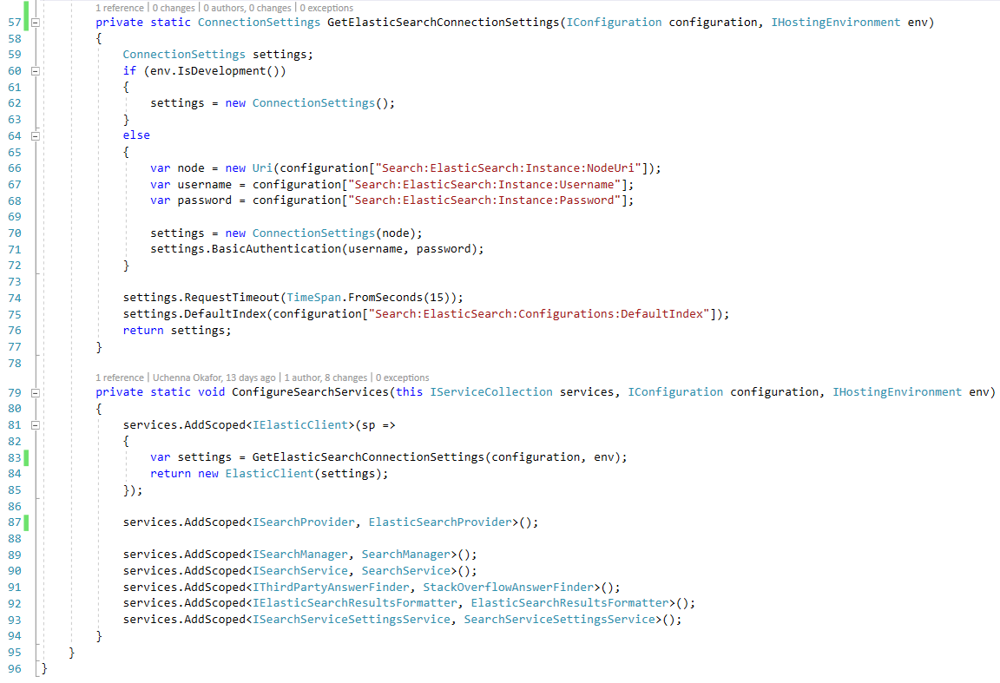 1 reference | 0 changes | 0 authors, 0 changes | 0 exceptions
57 private static ConnectionSettings GetElasticSearchConnectionSettings(IConfiguration configuration, IHostingEnvironment env)
58 {
59 ConnectionSettings settings;
60 if (env.IsDevelopment())
61 {
62 settings = new ConnectionSettings();
63 }
64 else
65 {
66 var node = new Uri(configuration["Search:ElasticSearch:Instance:NodeUri"]);
67 var username = configuration["Search:ElasticSearch:Instance:Username"];
68 var password = configuration["Search:ElasticSearch:Instance:Password"];
69
70 settings = new ConnectionSettings(node);
71 settings.BasicAuthentication(username, password);
72 }
73
74 settings.RequestTimeout(TimeSpan.FromSeconds(15));
75 settings.DefaultIndex(configuration["Search:ElasticSearch:Configurations:DefaultIndex"]);
76 return settings;
77 }
78
1 reference | Uchenna Okafor, 13 days ago | 1 author, 8 changes | 0 exceptions
79 private static void ConfigureSearchServices(this IServiceCollection services, IConfiguration configuration, IHostingEnvironment env)
80 {
81 services.AddScoped<IElasticClient>(sp =>
82 {
83 var settings = GetElasticSearchConnectionSettings(configuration, env);
84 return new ElasticClient(settings);
85 });
86
87 services.AddScoped<ISearchProvider, ElasticSearchProvider>();
88
89 services.AddScoped<ISearchManager, SearchManager>();
90 services.AddScoped<ISearchService, SearchService>();
91 services.AddScoped<IThirdPartyAnswerFinder, StackOverflowAnswerFinder>();
92 services.AddScoped<IElasticSearchResultsFormatter, ElasticSearchResultsFormatter>();
93 services.AddScoped<ISearchServiceSettingsService, SearchServiceSettingsService>();
94 }
95 }
96 }